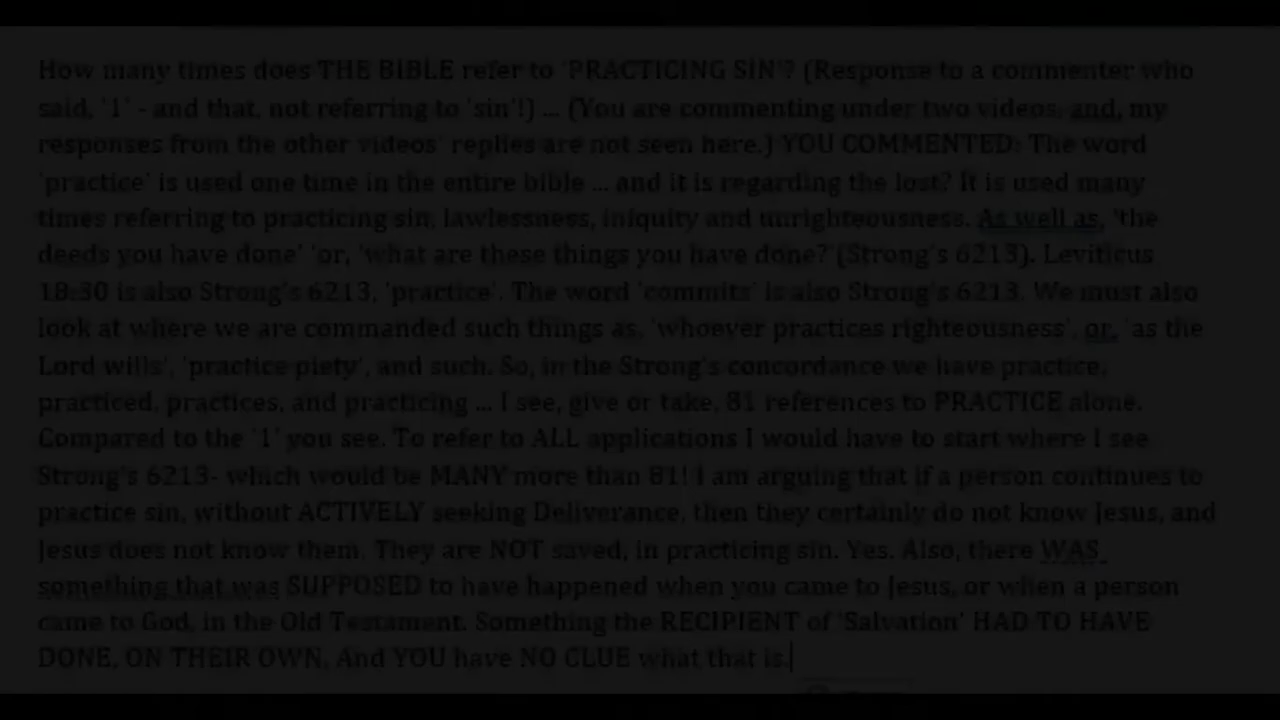 How many times does THE BIBLE refer to 'PRACTICING SIN'? (Response to a commenter who
said, '1' - and that, not referring to 'sin'!) ... (You are commenting under two videos, and, my
responses from the other videos' replies are not seen here.) YOU COMMENTED: The word
'practice' is used one time in the entire bible ... and it is regarding the lost? It is used many
times referring to practicing sin, lawlessness, iniquity and unrighteousness. As well as, 'the
deeds you have done' 'or, 'what are these things you have done?'(Strong's 6213). Leviticus
18:30 is also Strong's 6213, 'practice'. The word 'commits' is also Strong's 6213. We must also
look at where we are commanded such things as, 'whoever practices righteousness', or, 'as the
Lord wills', 'practice piety', and such. So, in the Strong's concordance we have practice,
practiced, practices, and practicing ... I see, give or take, 81 references to PRACTICE alone.
Compared to the '1' you see. To refer to ALL applications I would have to start where I see
Strong's 6213- which would be MANY more than 81! I am arguing that if a person continues to
practice sin, without ACTIVELY seeking Deliverance, then they certainly do not know Jesus, and
Jesus does not know them. They are NOT saved, in practicing sin. Yes. Also, there WAS
something that was SUPPOSED to have happened when you came to Jesus, or when a person
came to God, in the Old Testament. Something the RECIPIENT of 'Salvation' HAD TO HAVE
DONE, ON THEIR OWN, And YOU have NO CLUE what that is.